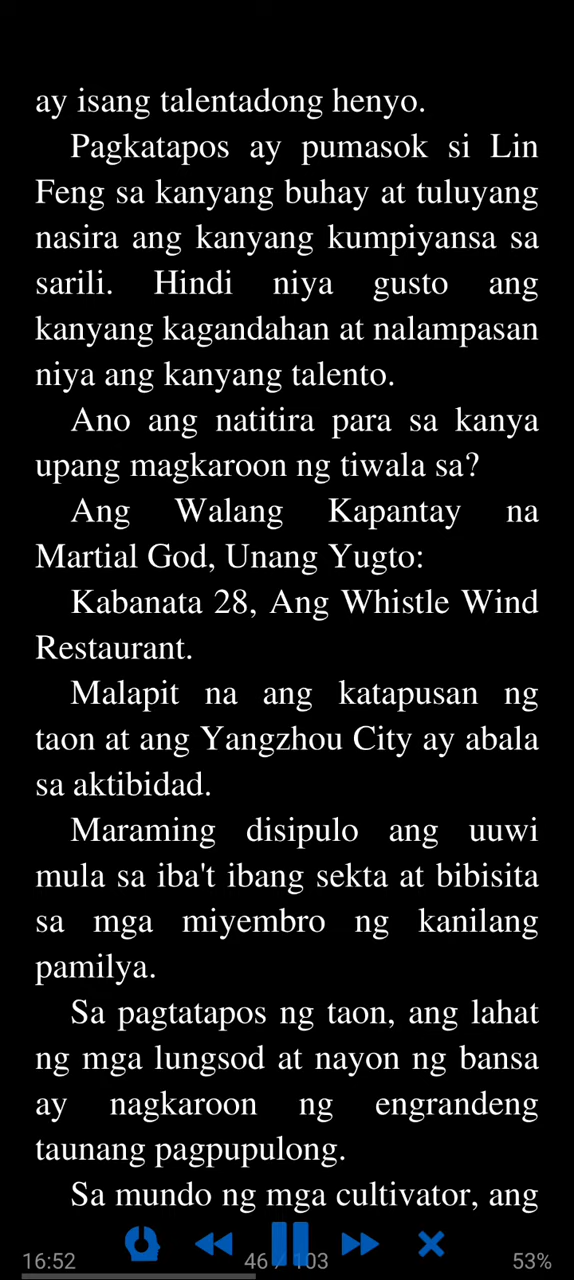 ay isang talentadong henyo.
Pagkatapos ay pumasok si Lin
Feng sa kanyang buhay at tuluyang
nasira ang kanyang kumpiyansa sa
sarili. Hindi niya gusto ang
kanyang kagandahan at nalampasan
niya ang kanyang talento.
Ano ang natitira para sa kanya
upang magkaroon ng tiwala sa?
Ang Walang Kapantay na
Martial God, Unang Yugto:
Kabanata 28, Ang Whistle Wind
Restaurant.
Malapit na ang katapusan ng
taon at ang Yangzhou City ay abala
sa aktibidad.
Maraming disipulo ang uuwi
mula sa iba't ibang sekta at bibisita
sa mga miyembro ng kanilang
pamilya.
Sa pagtatapos ng taon, ang lahat
ng mga lungsod at nayon ng bansa
ay nagkaroon ng engrandeng
taunang pagpupulong.
Sa mundo ng mga cultivator, ang
16:52 46 / 103 53%